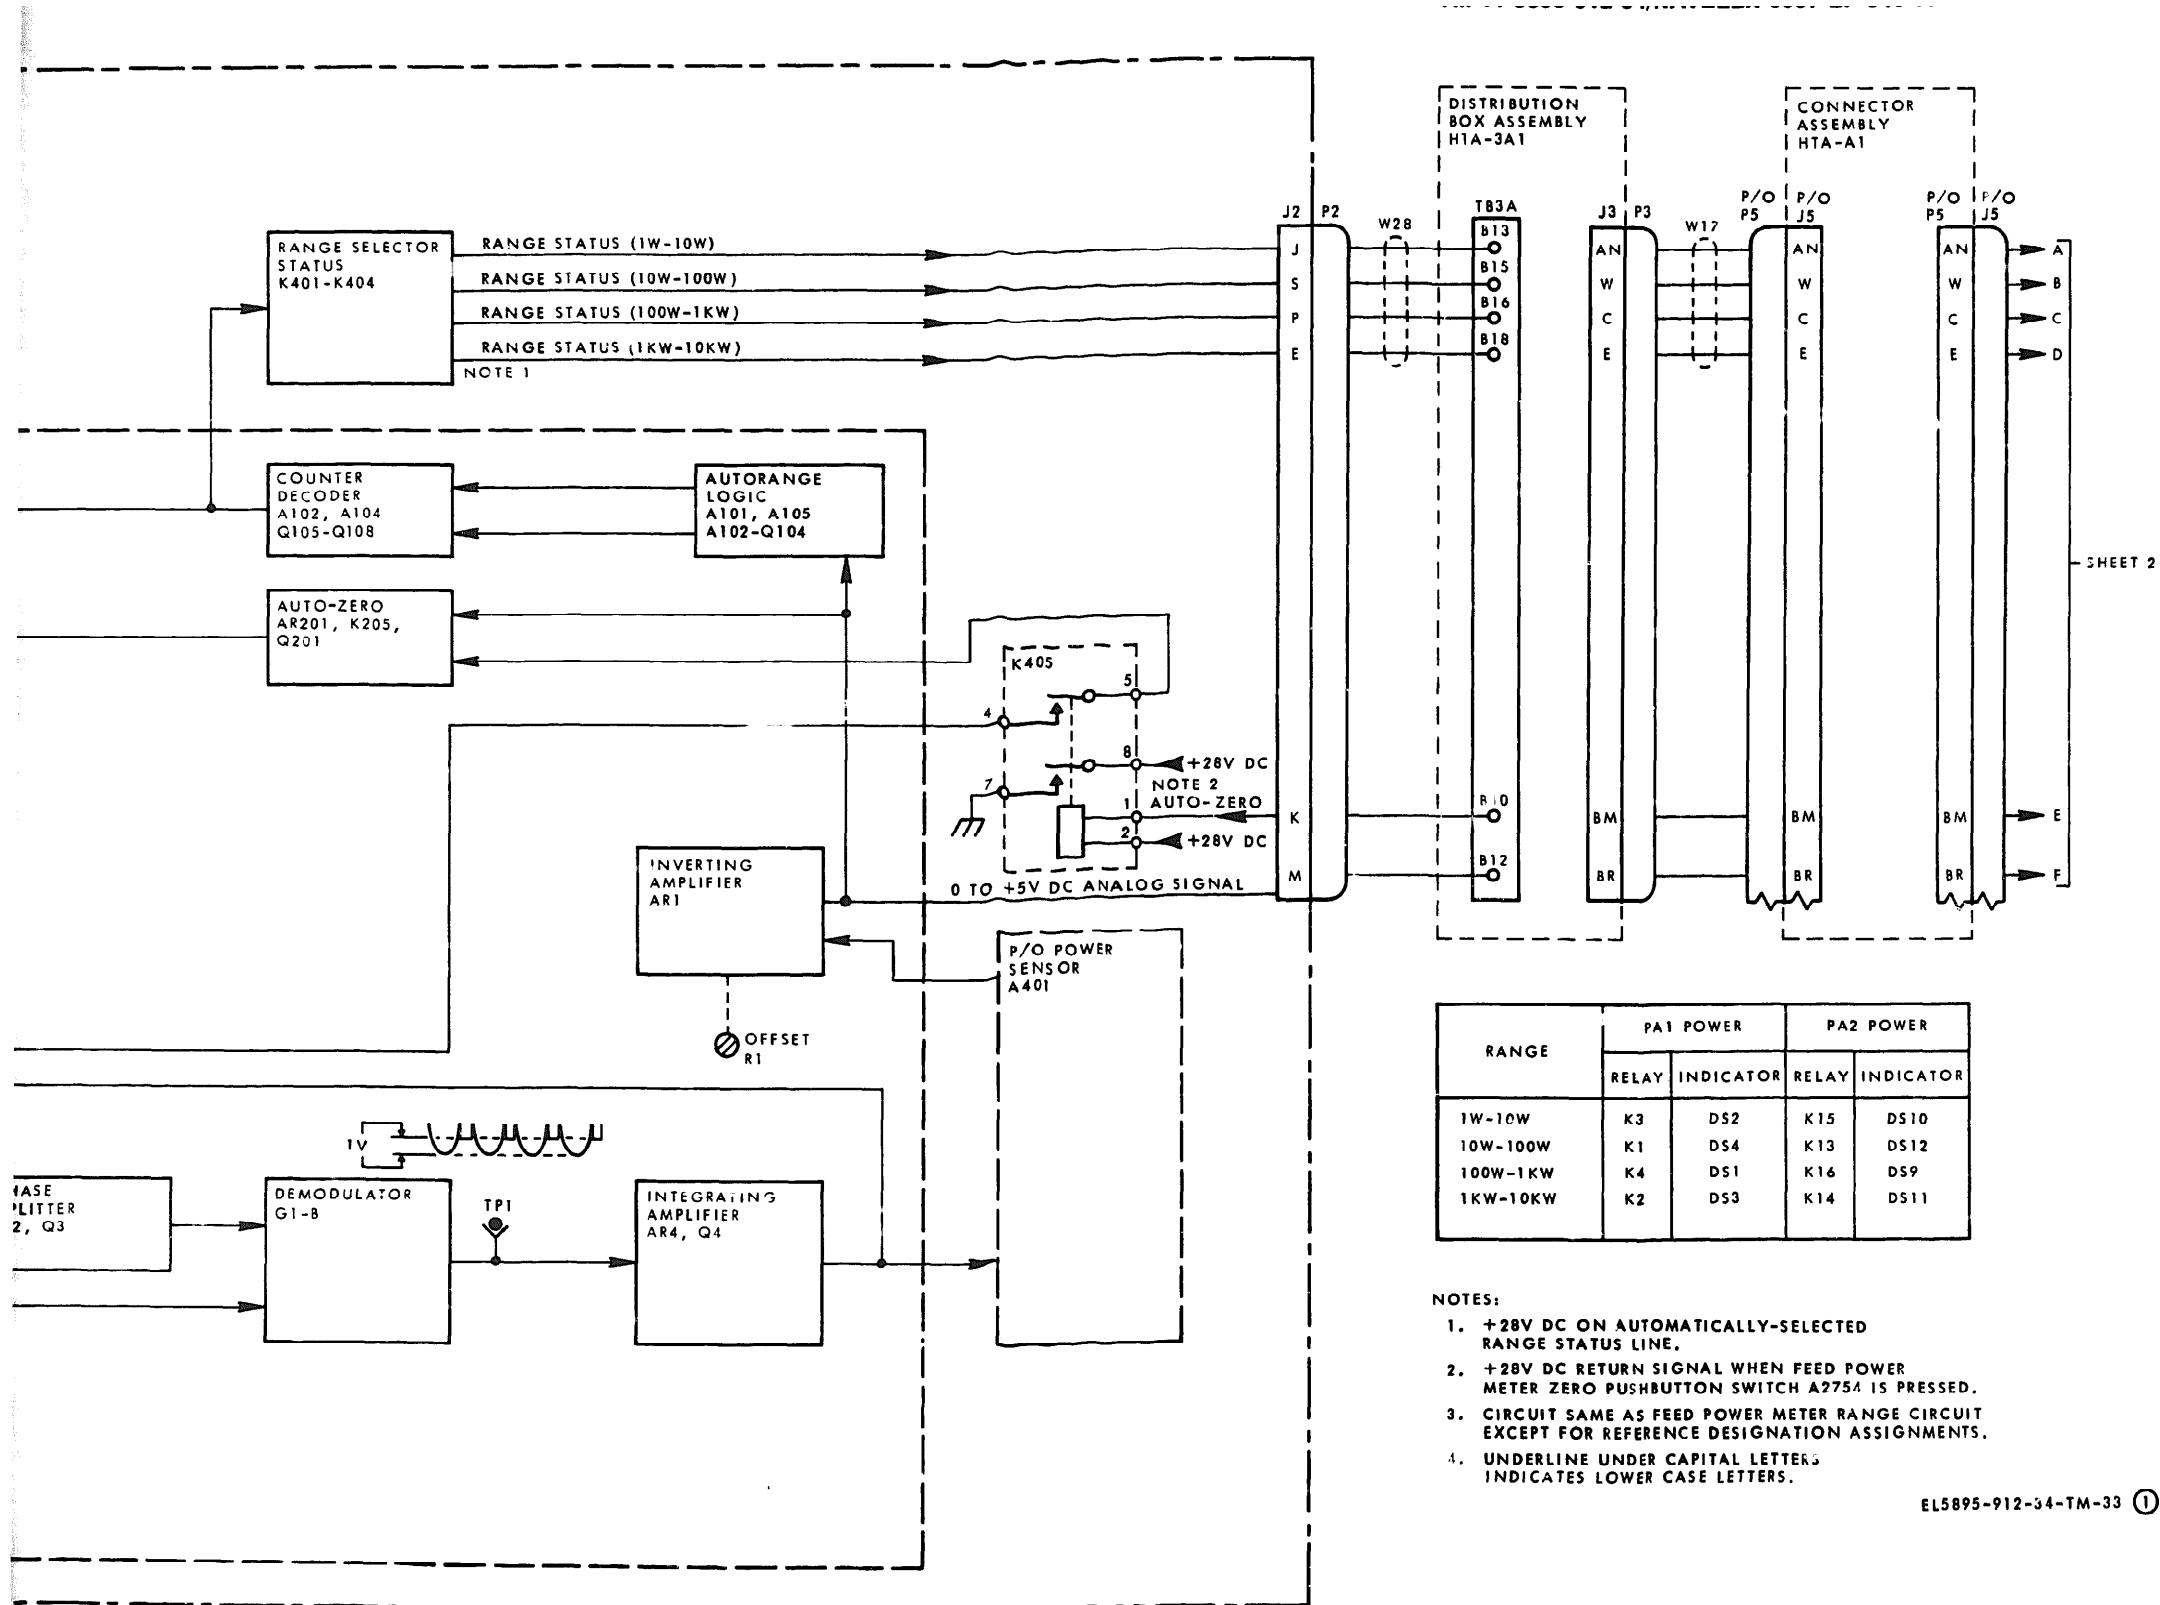 DISTRIBUTION
BOX ASSEMBLY
H1A-3A1
CONNECTOR
ASSEMBLY
HTA-A1
J2 P2
W28
TB3A
J3 P3
W17
P/O
P5
P/O
J5
P/O
P5
P/O
J5
RANGE SELECTOR
STATUS
K401-K404
RANGE STATUS (1W-10W)
J
B13
AN
AN
AN
A
RANGE STATUS (10W-100W)
S
B15
W
W
W
B
RANGE STATUS (100W-1KW)
P
B16
C
C
C
C
RANGE STATUS (1KW-10KW)
E
B18
E
E
E
D
NOTE 1
SHEET 2
COUNTER
DECODER
A102, A104
Q105-Q108
AUTORANGE
LOGIC
A101, A105
A102-Q104
AUTO-ZERO
AR201, K205,
Q201
K405
5
4
8
+28V DC
7
NOTE 2
1
AUTO-ZERO
2
+28V DC
K
B10
BM
BM
BM
E
INVERTING
AMPLIFIER
AR1
0 TO +5V DC ANALOG SIGNAL
M
B12
BR
BR
BR
F
P/O POWER
SENSOR
A401
OFFSET
R1
RANGE PA1 POWER PA2 POWER
RELAY INDICATOR RELAY INDICATOR
1W-10W K3 DS2 K15 DS10
10W-100W K1 DS4 K13 DS12
100W-1KW K4 DS1 K16 DS9
1KW-10KW K2 DS3 K14 DS11
1V
HASE
PLITTER
2, Q3
DEMODULATOR
G1-B
TP1
INTEGRATING
AMPLIFIER
AR4, Q4
NOTES:
1. +28V DC ON AUTOMATICALLY-SELECTED
RANGE STATUS LINE.
2. +28V DC RETURN SIGNAL WHEN FEED POWER
METER ZERO PUSHBUTTON SWITCH A2754 IS PRESSED.
3. CIRCUIT SAME AS FEED POWER METER RANGE CIRCUIT
EXCEPT FOR REFERENCE DESIGNATION ASSIGNMENTS.
4. UNDERLINE UNDER CAPITAL LETTERS
INDICATES LOWER CASE LETTERS.
EL5895-912-34-TM-33 1